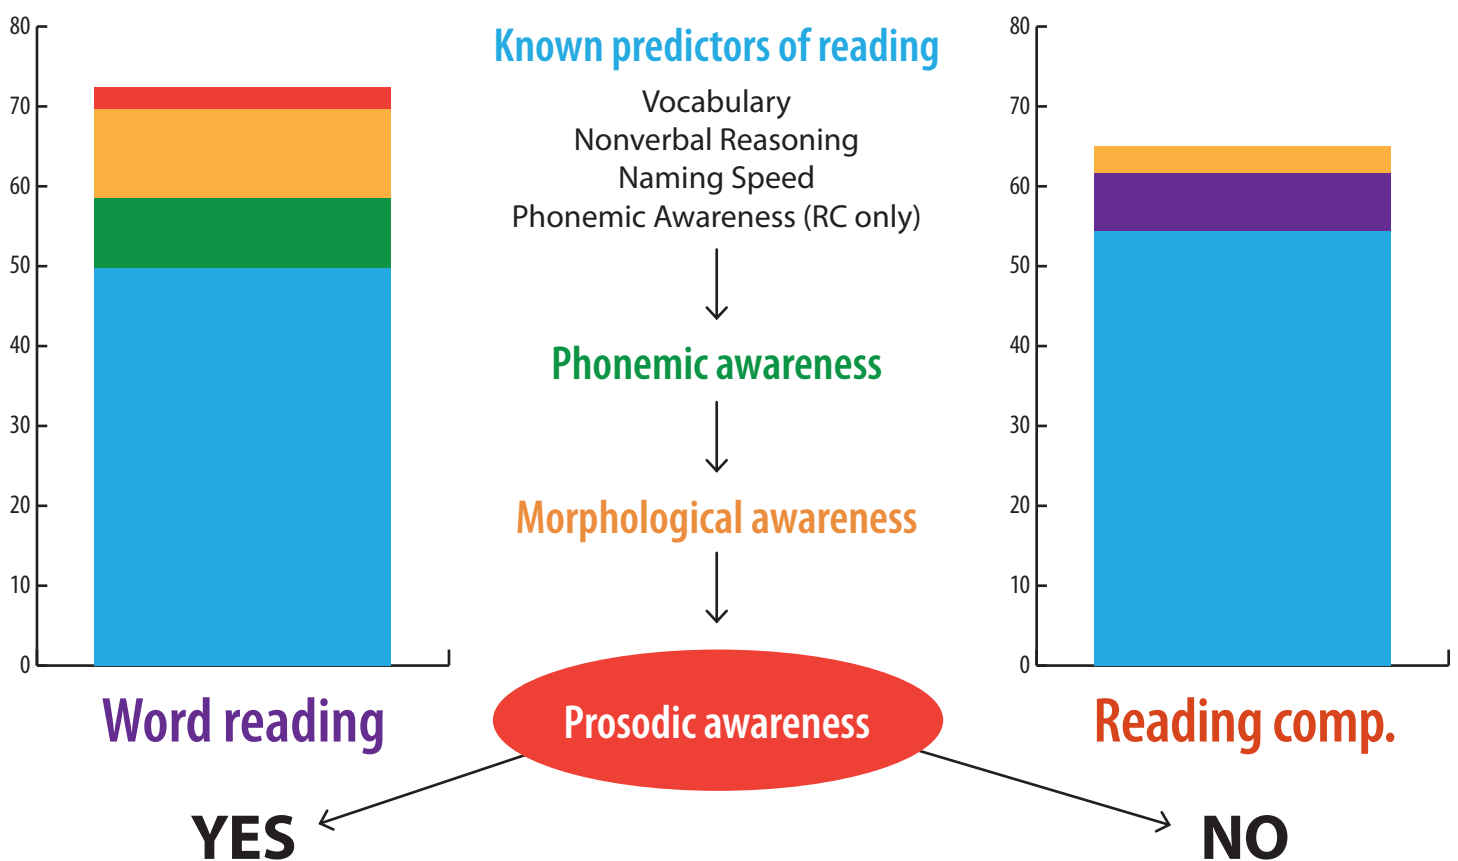 80
70
60
50
40
30
20
10
0
Word reading
YES
Known predictors of reading
Vocabulary
Nonverbal Reasoning
Naming Speed
Phonemic Awareness (RC only)
Phonemic awareness
Morphological awareness
Prosodic awareness
80
70
60
50
40
30
20
10
0
Reading comp.
NO